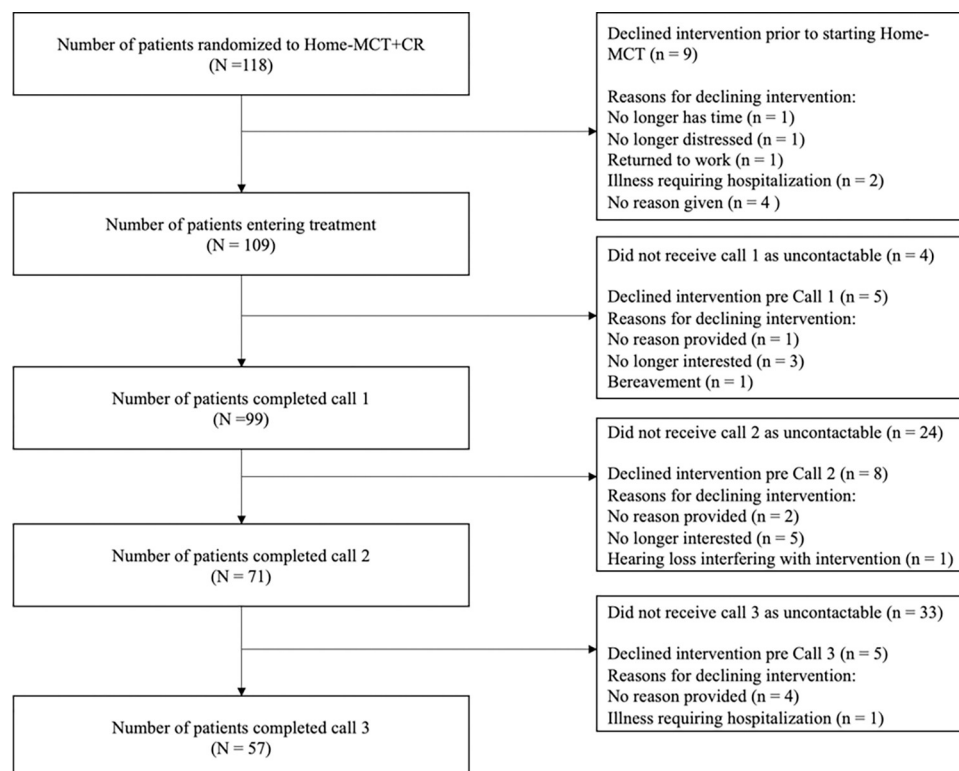 Number of patients randomized to Home-MCT+CR
(N =118)
Declined intervention prior to starting Home-
MCT (n = 9)
Reasons for declining intervention:
No longer has time (n = 1)
No longer distressed (n = 1)
Returned to work (n = 1)
Illness requiring hospitalization (n = 2)
No reason given (n = 4 )
Number of patients entering treatment
(N = 109)
Did not receive call 1 as uncontactable (n = 4)
Declined intervention pre Call 1 (n = 5)
Reasons for declining intervention:
No reason provided (n = 1)
No longer interested (n = 3)
Bereavement (n = 1)
Number of patients completed call 1
(N =99)
Did not receive call 2 as uncontactable (n = 24)
Declined intervention pre Call 2 (n = 8)
Reasons for declining intervention:
No reason provided (n = 2)
No longer interested (n = 5)
Hearing loss interfering with intervention (n = 1)
Number of patients completed call 2
(N = 71)
Did not receive call 3 as uncontactable (n = 33)
Declined intervention pre Call 3 (n = 5)
Reasons for declining intervention:
No reason provided (n = 4)
Illness requiring hospitalization (n = 1)
Number of patients completed call 3
(N = 57)